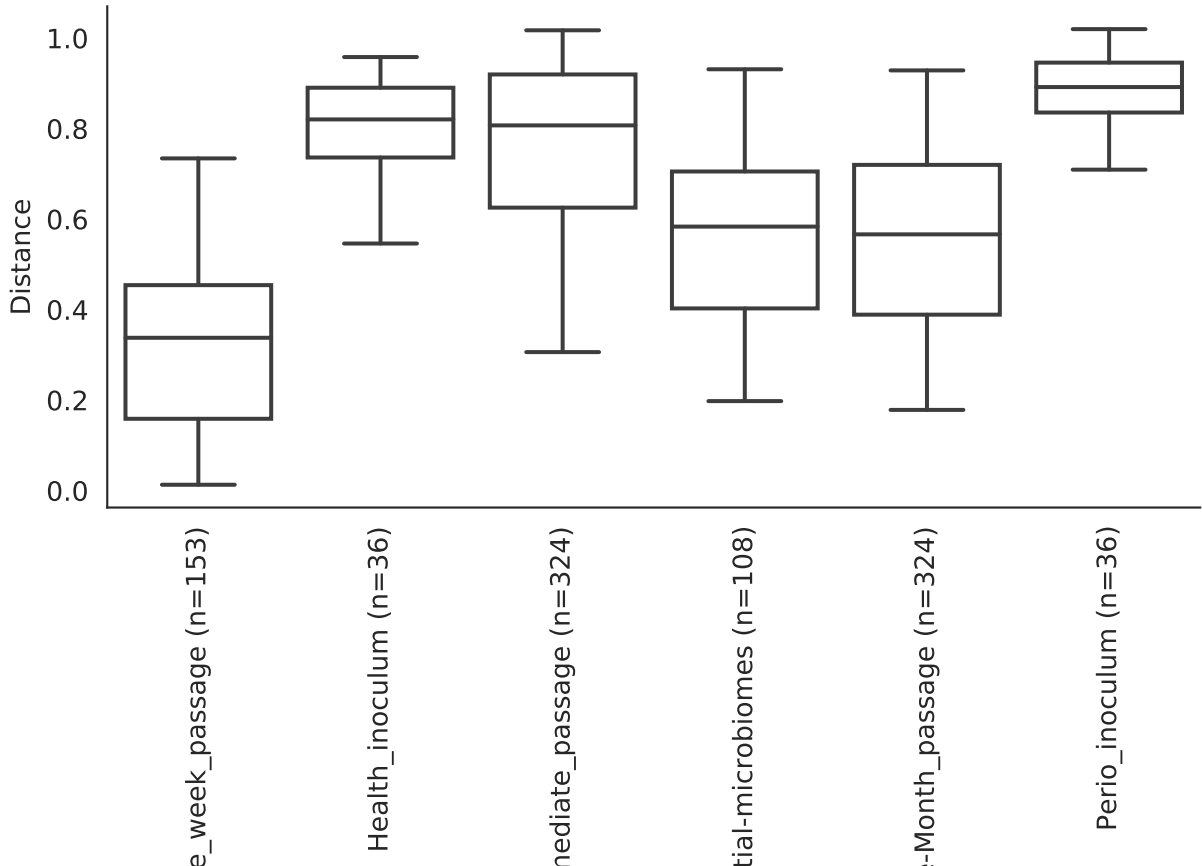 1.0
0.8
0.6
0.4
0.2
0.0
Distance
e_week_passage (n=153)
Health_inoculum (n=36)
mediate_passage (n=324)
tial-microbiomes (n=108)
e-Month_passage (n=324)
Perio_inoculum (n=36)